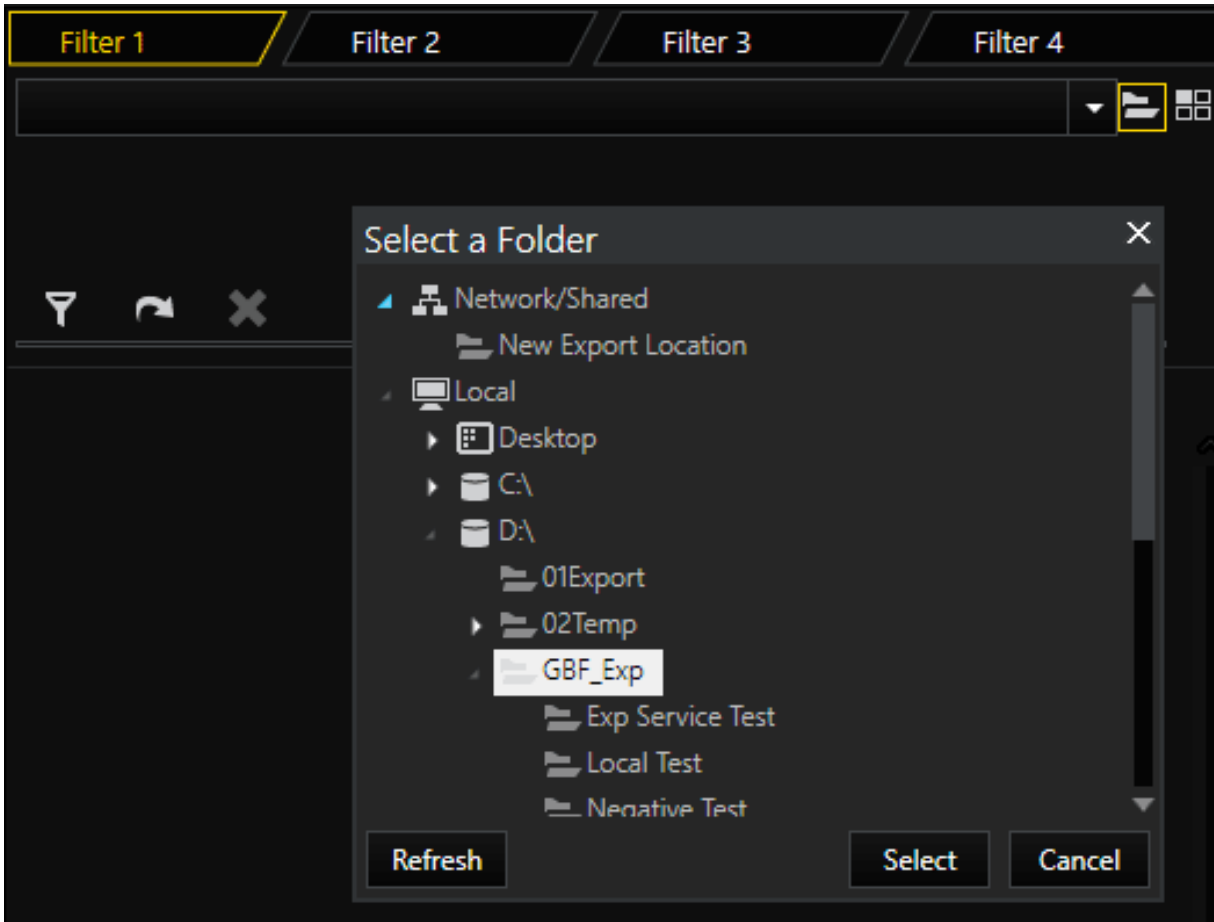 Filter 1 Filter 2 Filter 3 Filter 4
Select a Folder
Network/Shared
New Export Location
Local
Desktop
C:\
D:\
01Export
02Temp
GBF_Exp
Exp Service Test
Local Test
Negative Test
Refresh Select Cancel